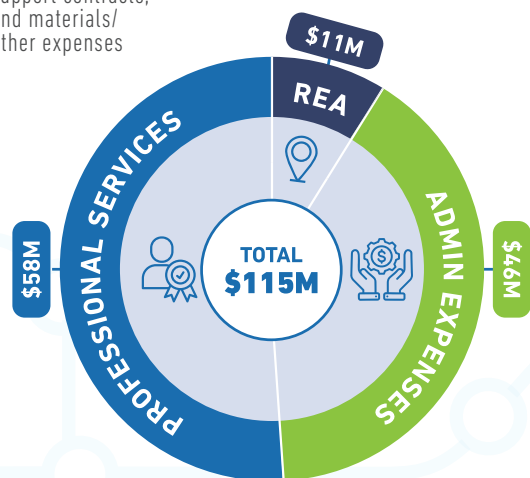 nd materials/
ther expenses
$11M
REA
PROFESSIONAL SERVICES
ADMIN EXPENSES
$58M
$46M
TOTAL
$115M